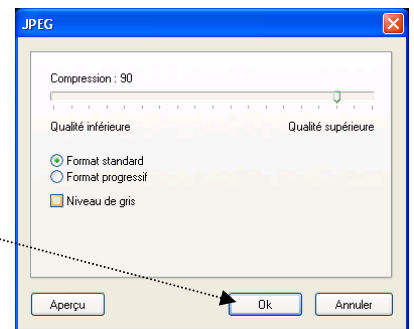 JPEG
Compression : 90
Qualité inférieure Qualité supérieure
Format standard
Format progressif
Niveau de gris
Aperçu Ok Annuler